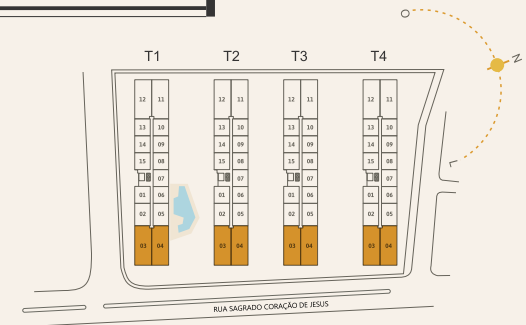 O
N
T1 T2 T3 T4
12 11 12 11 12 11 12 11
13 10 13 10 13 10 13 10
14 09 14 09 14 09 14 09
15 08 15 08 15 08 15 08
07 07 07 07
01 06 01 06 01 06 01 06
02 05 02 05 02 05 02 05
03 04 03 04 03 04 03 04
L
RUA SAGRADO CORAÇÃO DE JESUS